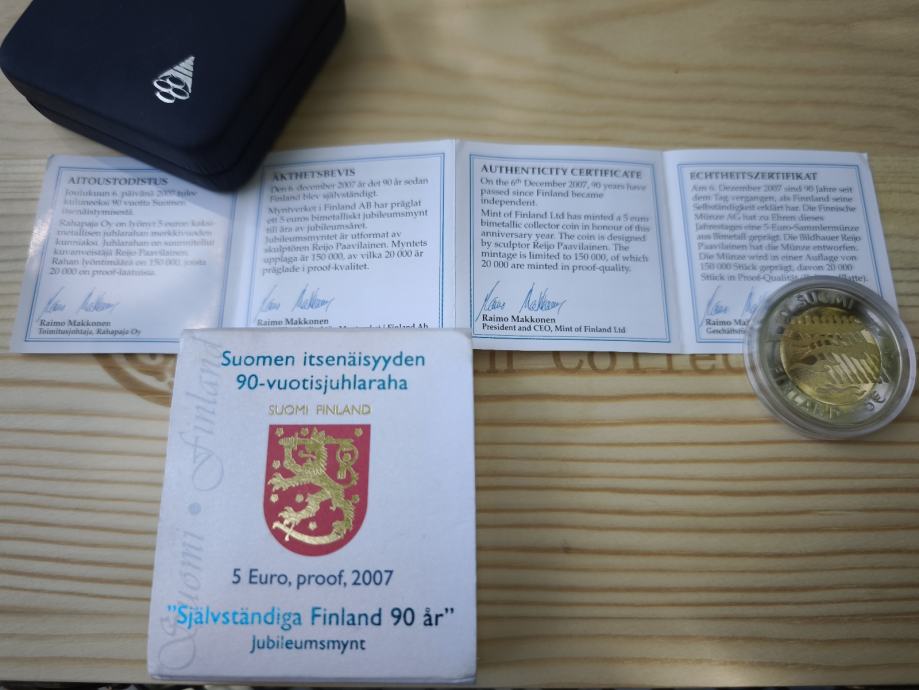 AITOUSTODISTUS
Joulukuun 6. päivänä 2007 tulee
kuluneeksi 90 vuotta Suomen
itsenäistymisestä.
Rahapaja Oy on lyönyt 5 euron kaksi-
metallisen juhlarahan merkkivuoden
kunniaksi. Juhlarahan on suunnitellut
kuvanveistäjä Reijo Paavilainen.
Rahan lyöntimäärä on 150 000, joista
20 000 on proof-laatuisia.
Raimo Makkonen
Toimitusjohtaja, Rahapaja Oy
ÄKTHETSBEVIS
Den 6. december 2007 är det 90 år sedan
Finland blev självständigt.
Myntverket i Finland AB har präglat
ett 5 euros bimetalliskt jubileumsmynt
till ära av jubileumsåret.
Jubileumsmyntet är utformat av
skulptören Reijo Paavilainen. Myntets
upplaga är 150 000, av vilka 20 000 är
präglade i proof-kvalitet.
Raimo Makkonen
Finland Ab
AUTHENTICITY CERTIFICATE
On the 6th December 2007, 90 years have
passed since Finland became
independent.
Mint of Finland Ltd has minted a 5 euro
bimetallic collector coin in honour of this
anniversary year. The coin is designed
by sculptor Reijo Paavilainen. The
mintage is limited to 150 000, of which
20 000 are minted in proof-quality.
Raimo Makkonen
President and CEO, Mint of Finland Ltd
ECHTHEITSZERTIFIKAT
Am 6. Dezember 2007 sind 90 Jahre seit
dem Tag vergangen, als Finnland seine
Selbständigkeit erklärt har. Die Finnische
Münze AG hat zu Ehren dieses
Jahrestages eine 5-Euro-Sammlermünze
aus Bimetall geprägt. Die Bildhauer Reijo
Paavilainen hat die Münze entworfen.
Die Münze wird in einer Auflage von
150 000 Stück geprägt, davon 20 000
Stück in Proof-Qualität
Raimo
SUOMI
FINLAND
5€
Suomi • Finland
Suomen itsenäisyyden
90-vuotisjuhlaraha
SUOMI FINLAND
5 Euro, proof, 2007
"Självständiga Finland 90 år"
Jubileumsmynt